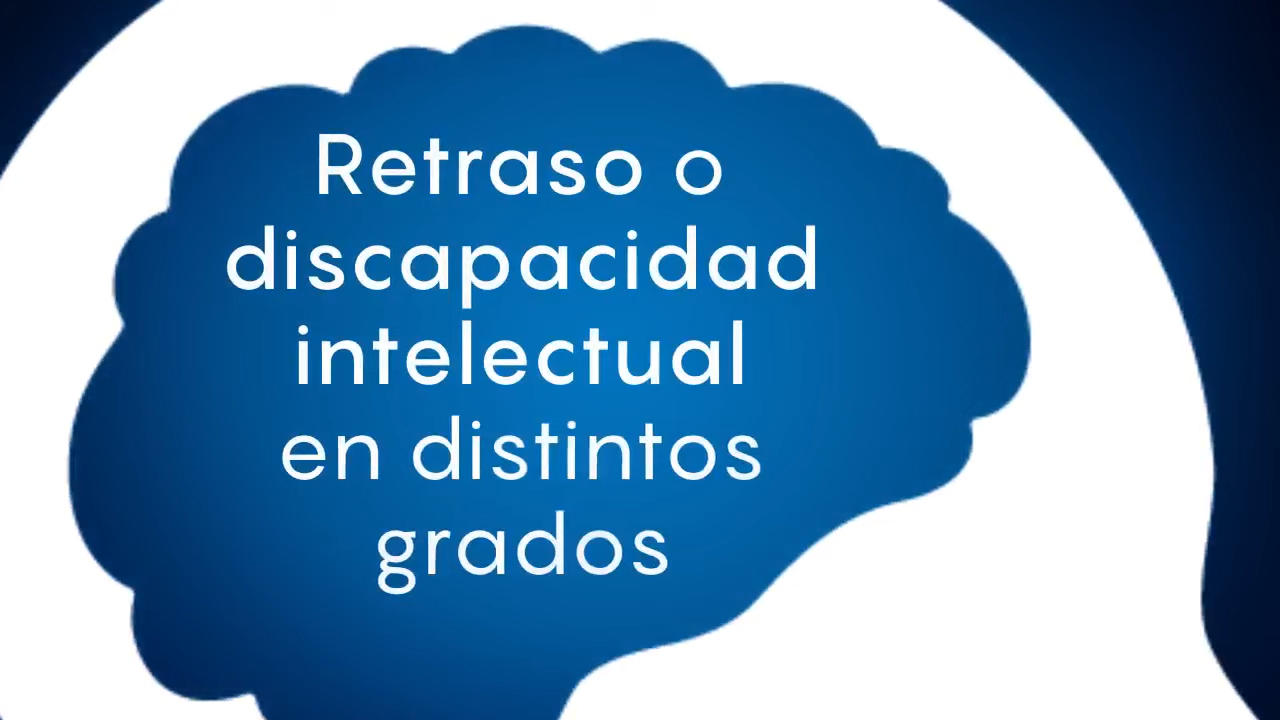 Retraso o
discapacidad
intelectual
en distintos
grados